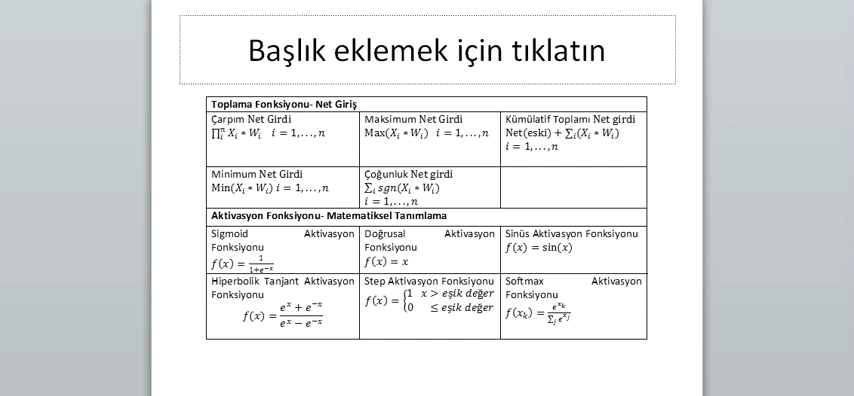 Başlık eklemek için tıklatın
Toplama Fonksiyonu- Net Giriş
Çarpım Net Girdi
∏ᵢⁿ Xᵢ * Wᵢ i = 1,…,n
Maksimum Net Girdi
Max(Xᵢ * Wᵢ) i = 1,…,n
Kümülatif Toplamı Net girdi
Net(eski) + ∑ᵢ(Xᵢ * Wᵢ)
i = 1,…,n
Minimum Net Girdi
Min(Xᵢ * Wᵢ) i = 1,…,n
Çoğunluk Net girdi
∑ᵢ sgn(Xᵢ * Wᵢ)
i = 1,…,n
Aktivasyon Fonksiyonu- Matematiksel Tanımlama
Sigmoid Aktivasyon
Fonksiyonu
f(x) = 1/(1+e^−x)
Doğrusal Aktivasyon
Fonksiyonu
f(x) = x
Sinüs Aktivasyon Fonksiyonu
f(x) = sin(x)
Hiperbolik Tanjant Aktivasyon
Fonksiyonu
f(x) = (e^x + e^−x)/(e^x − e^−x)
Step Aktivasyon Fonksiyonu
f(x) = {1 x > eşik değer
0 ≤ eşik değer
Softmax Aktivasyon
Fonksiyonu
f(xₖ) = e^xₖ/∑ⱼ e^xⱼ